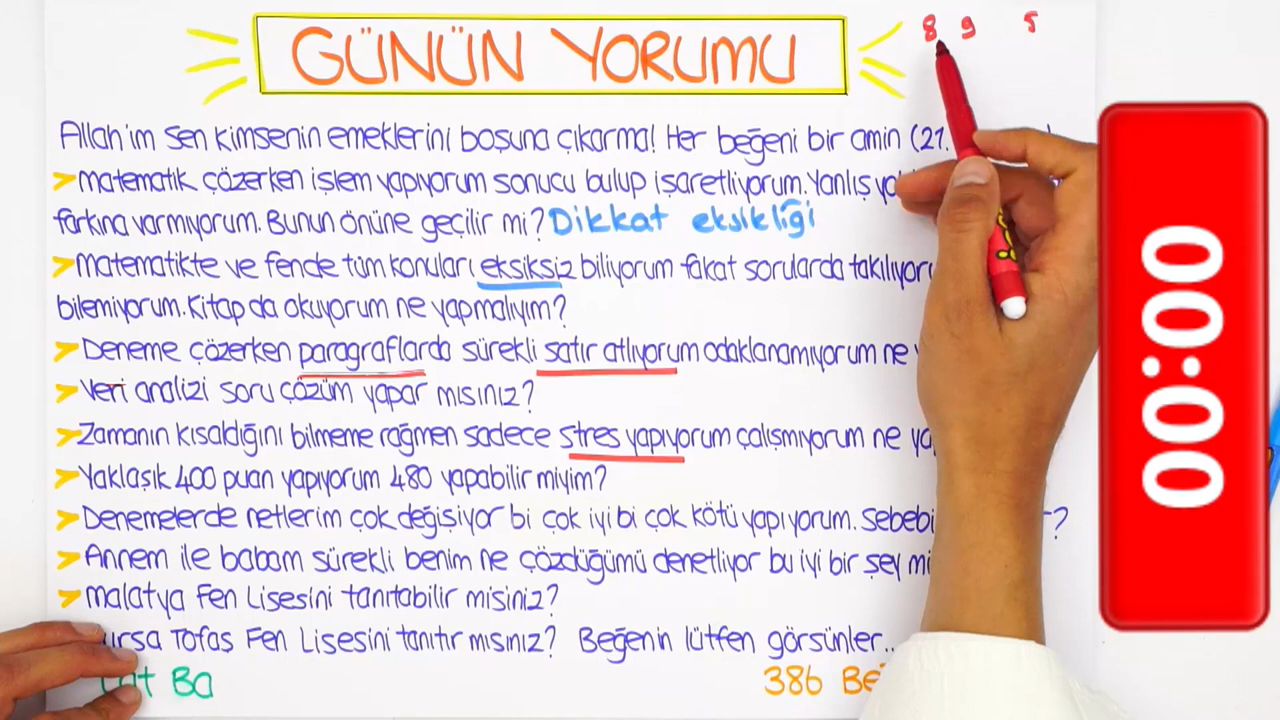 GÜNÜN YORUMU
8 9 5
Allah'ım Sen Kimsenin emeklerini boşuna çıkarma! Her beğeni bir amin (21.
➤ Matematik çözerken işlem yapıyorum sonucu bulup işaretliyorum. Yanlış
farkına varmıyorum. Bunun önüne geçilir mi? Dikkat eksikliği
➤ Matematikte ve fende tüm konuları eksiksiz biliyorum fakat sorularda
bilemiyorum. Kitap da okuyorum ne yapmalıyım?
➤ Deneme çözerken paragraflarda sürekli satır atlıyorum odaklanamıyorum ne
➤ Veri analizi soru çözüm yapar mısınız?
➤ Zamanın kısaldığını bilmeme rağmen sadece stres yapıyorum çalışmıyorum ne
➤ Yaklaşık 400 puan yapıyorum 480 yapabilir miyim?
➤ Denemelerde netlerim çok değişiyor bi çok iyi bi çok kötü yapıyorum. Sebebi
➤ Annem ile babam sürekli benim ne çözdüğümü denetliyor bu iyi bir şey mi
➤ Malatya Fen Lisesini tanıtabilir misiniz?
Tofaş Fen Lisesini tanıtır mısınız? Beğenin lütfen görsünler..
Ba
386
00:00